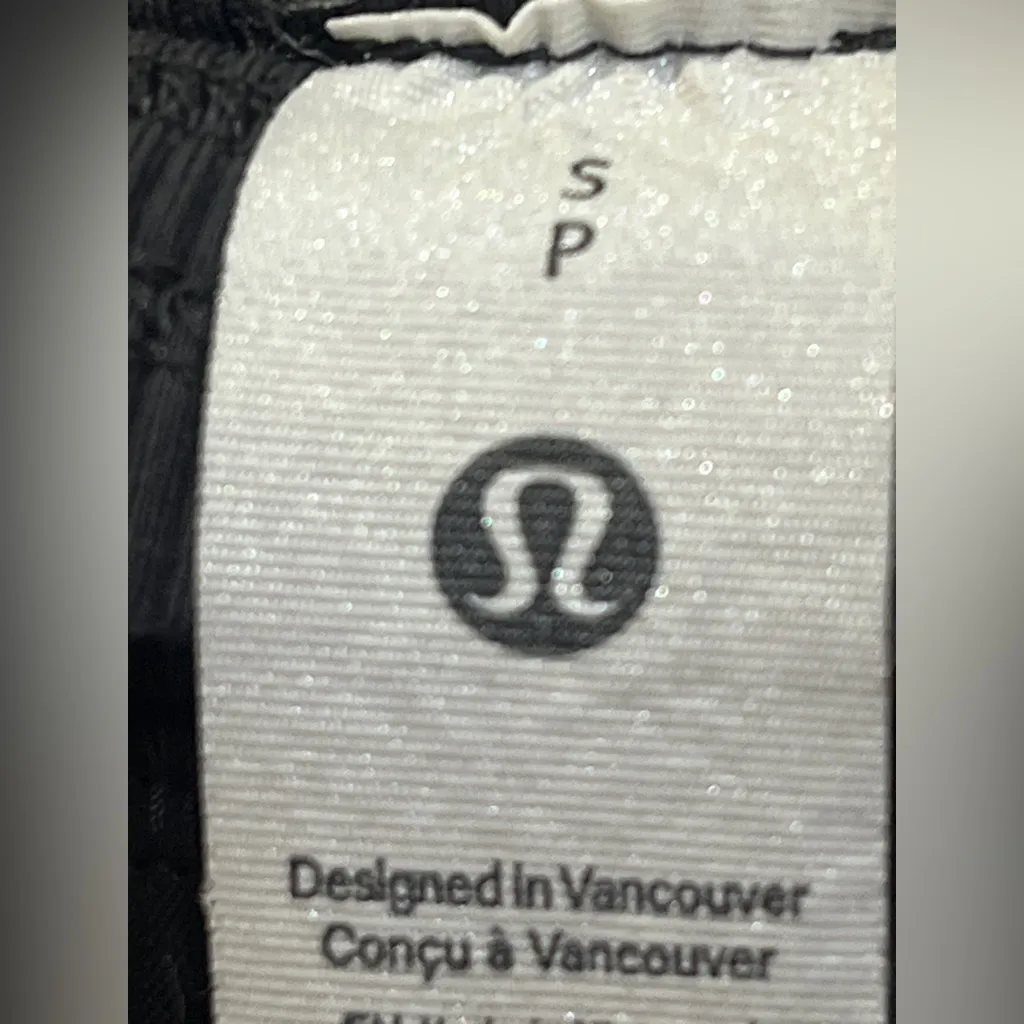 S
P
Designed in Vancouver
Conçu à Vancouver